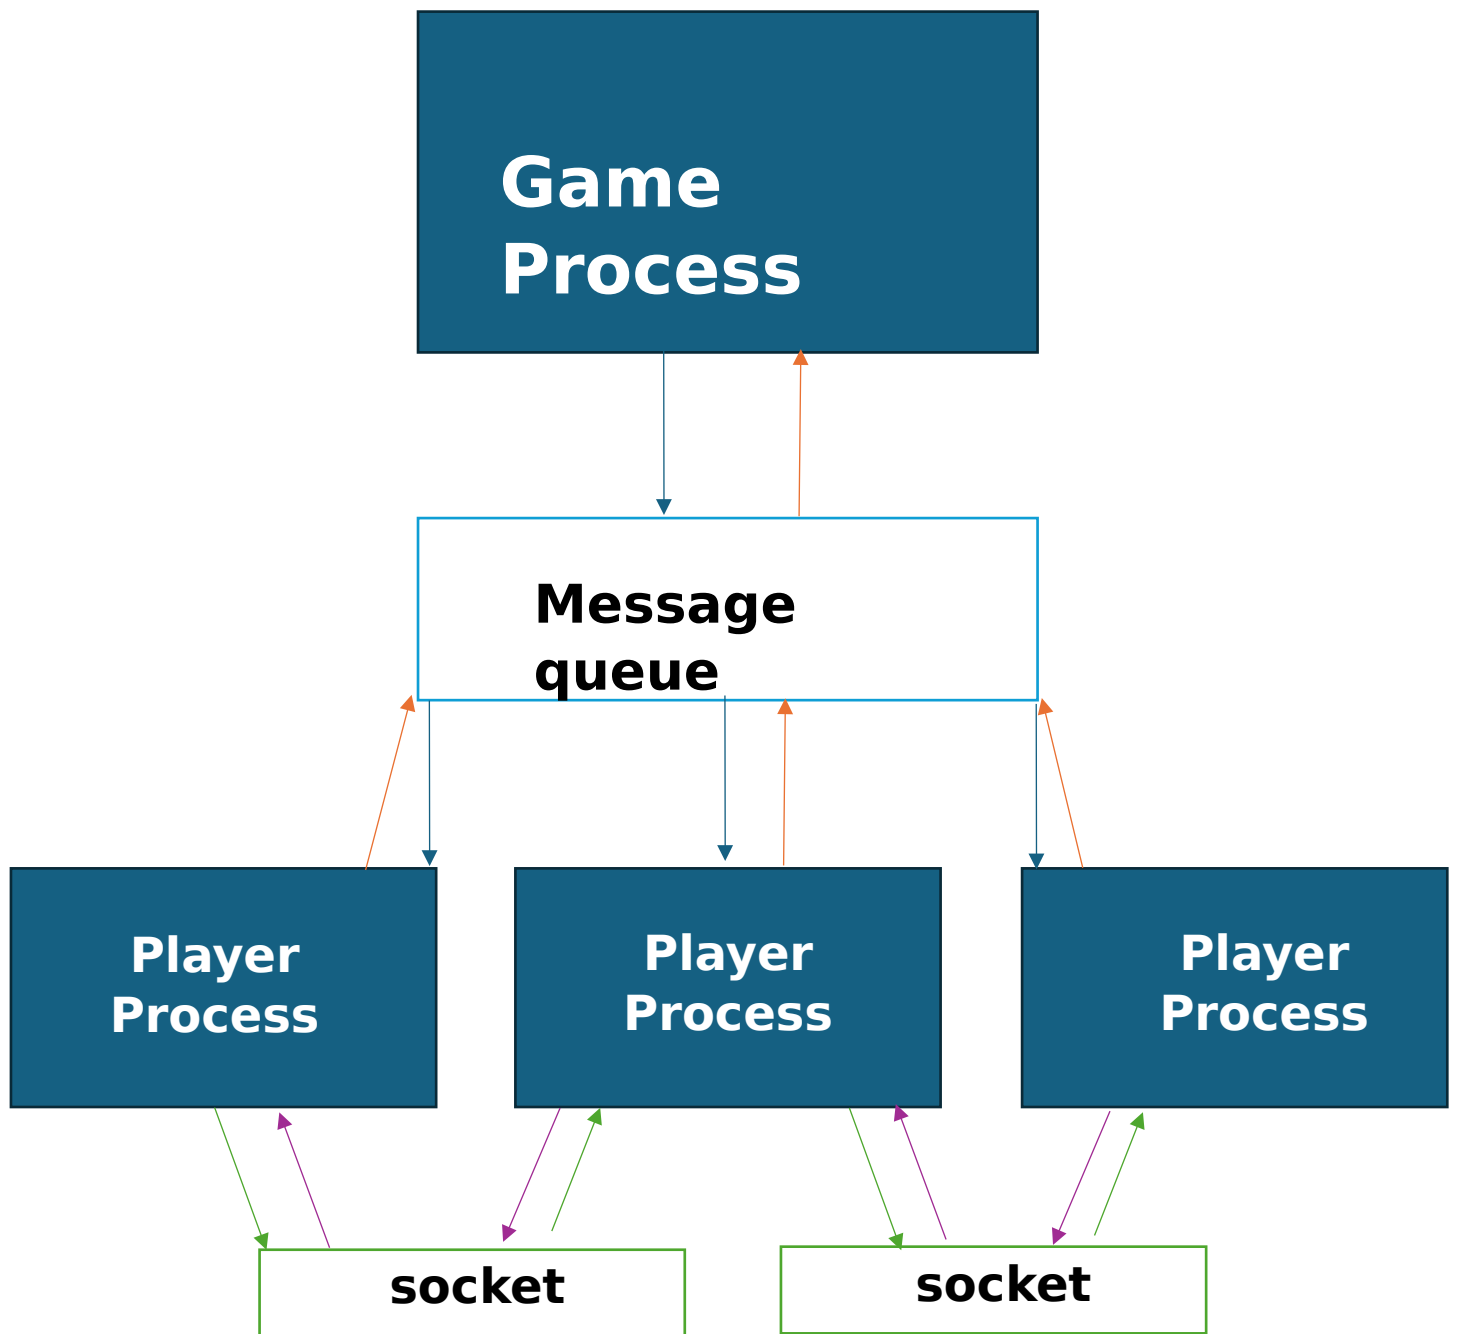 Game
Process
Message
queue
Player
Process
Player
Process
Player
Process
socket
socket